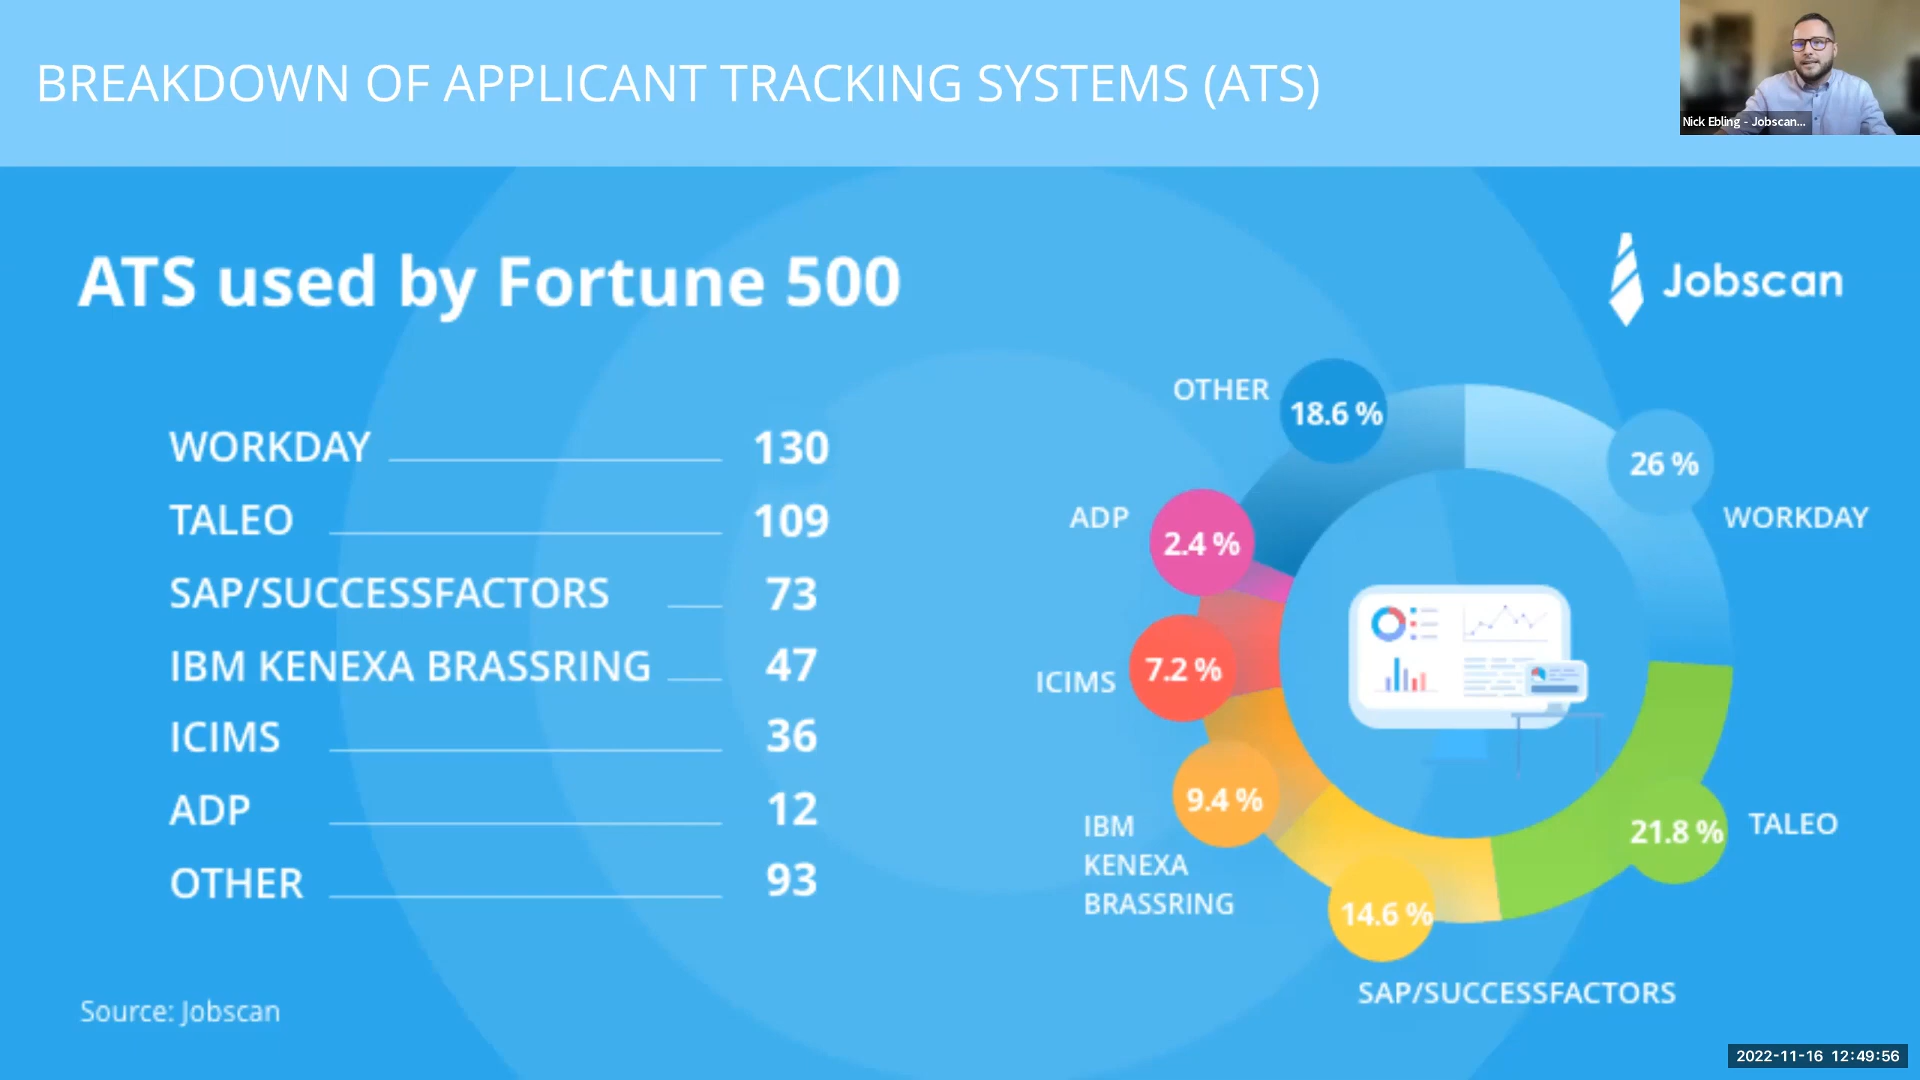 BREAKDOWN OF APPLICANT TRACKING SYSTEMS (ATS)
Nick Ebling - Jobscan...
ATS used by Fortune 500
Jobscan
WORKDAY 130
TALEO 109
SAP/SUCCESSFACTORS 73
IBM KENEXA BRASSRING 47
ICIMS 36
ADP 12
OTHER 93
OTHER
18.6 %
26 %
WORKDAY
ADP
2.4 %
ICIMS
7.2 %
9.4 %
IBM
KENEXA
BRASSRING
21.8 %
TALEO
14.6 %
SAP/SUCCESSFACTORS
Source: Jobscan
2022-11-16 12:49:56